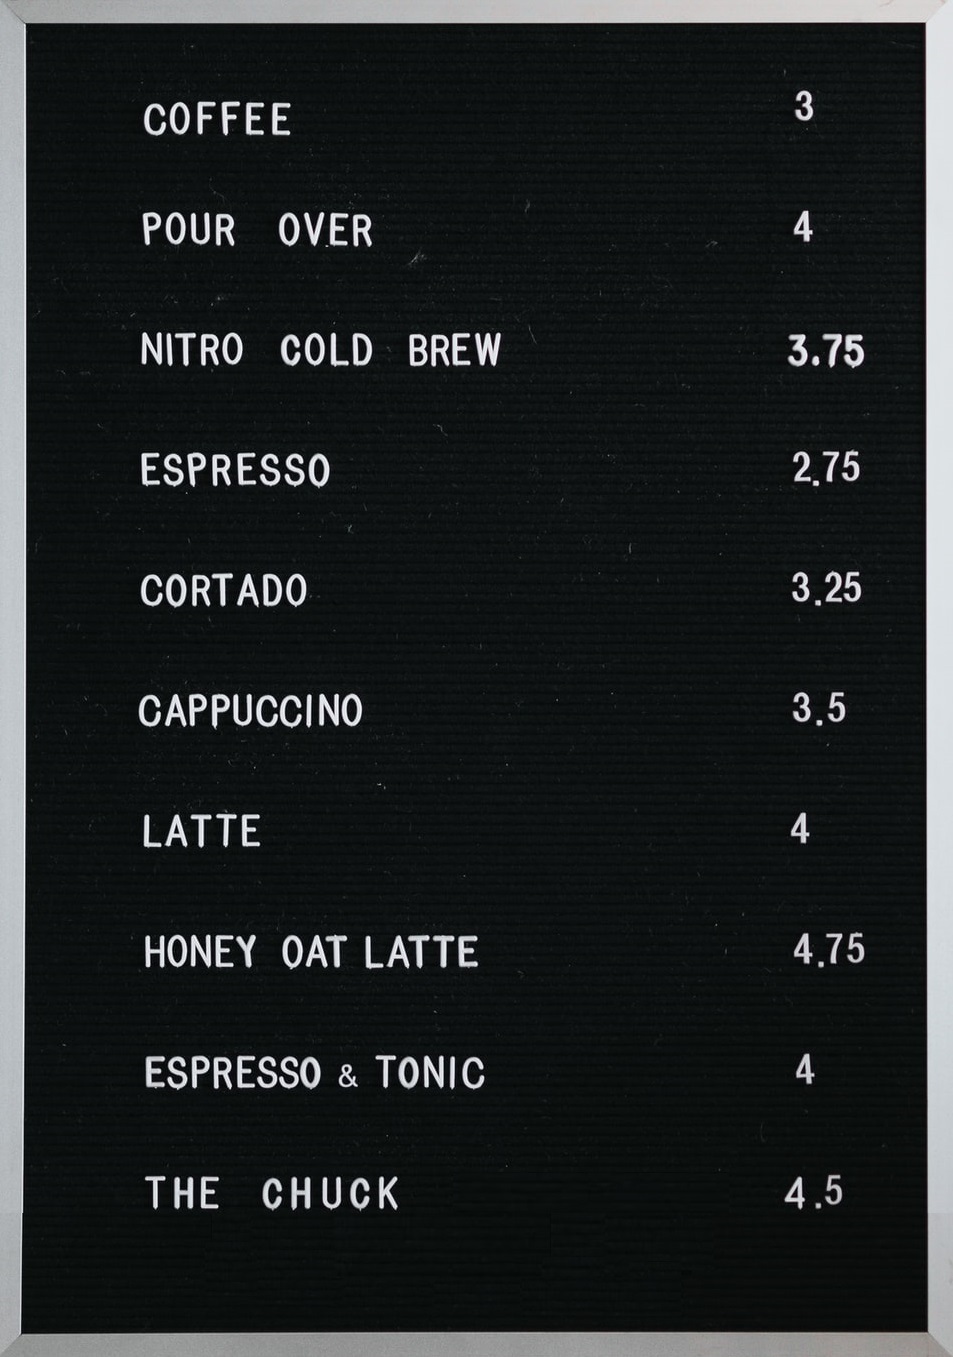 COFFEE 3
POUR OVER 4
NITRO COLD BREW 3.75
ESPRESSO 2.75
CORTADO 3.25
CAPPUCCINO 3.5
LATTE 4
HONEY OAT LATTE 4.75
ESPRESSO & TONIC 4
THE CHUCK 4.5